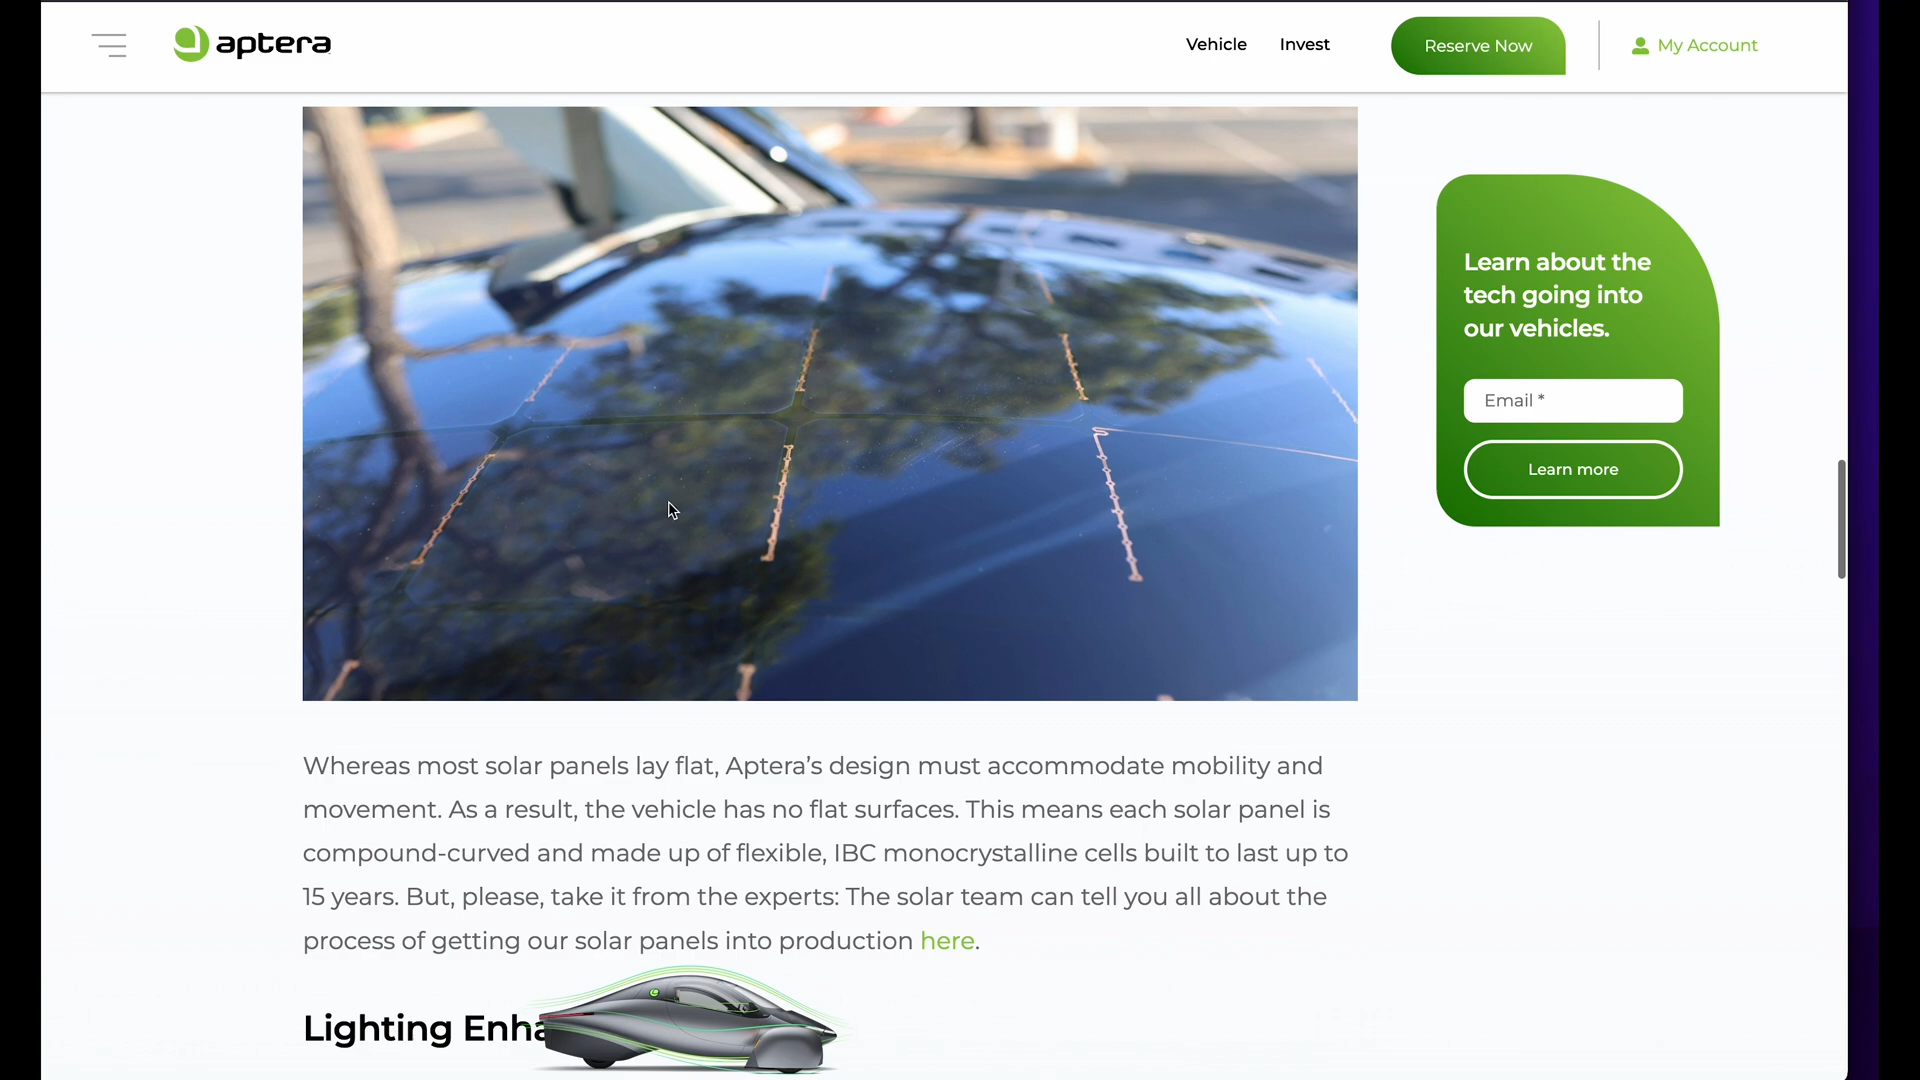 aptera
Vehicle
Invest
Reserve Now
My Account
Learn about the
tech going into
our vehicles.
Email *
Learn more
Whereas most solar panels lay flat, Aptera’s design must accommodate mobility and
movement. As a result, the vehicle has no flat surfaces. This means each solar panel is
compound-curved and made up of flexible, IBC monocrystalline cells built to last up to
15 years. But, please, take it from the experts: The solar team can tell you all about the
process of getting our solar panels into production here.
Lighting